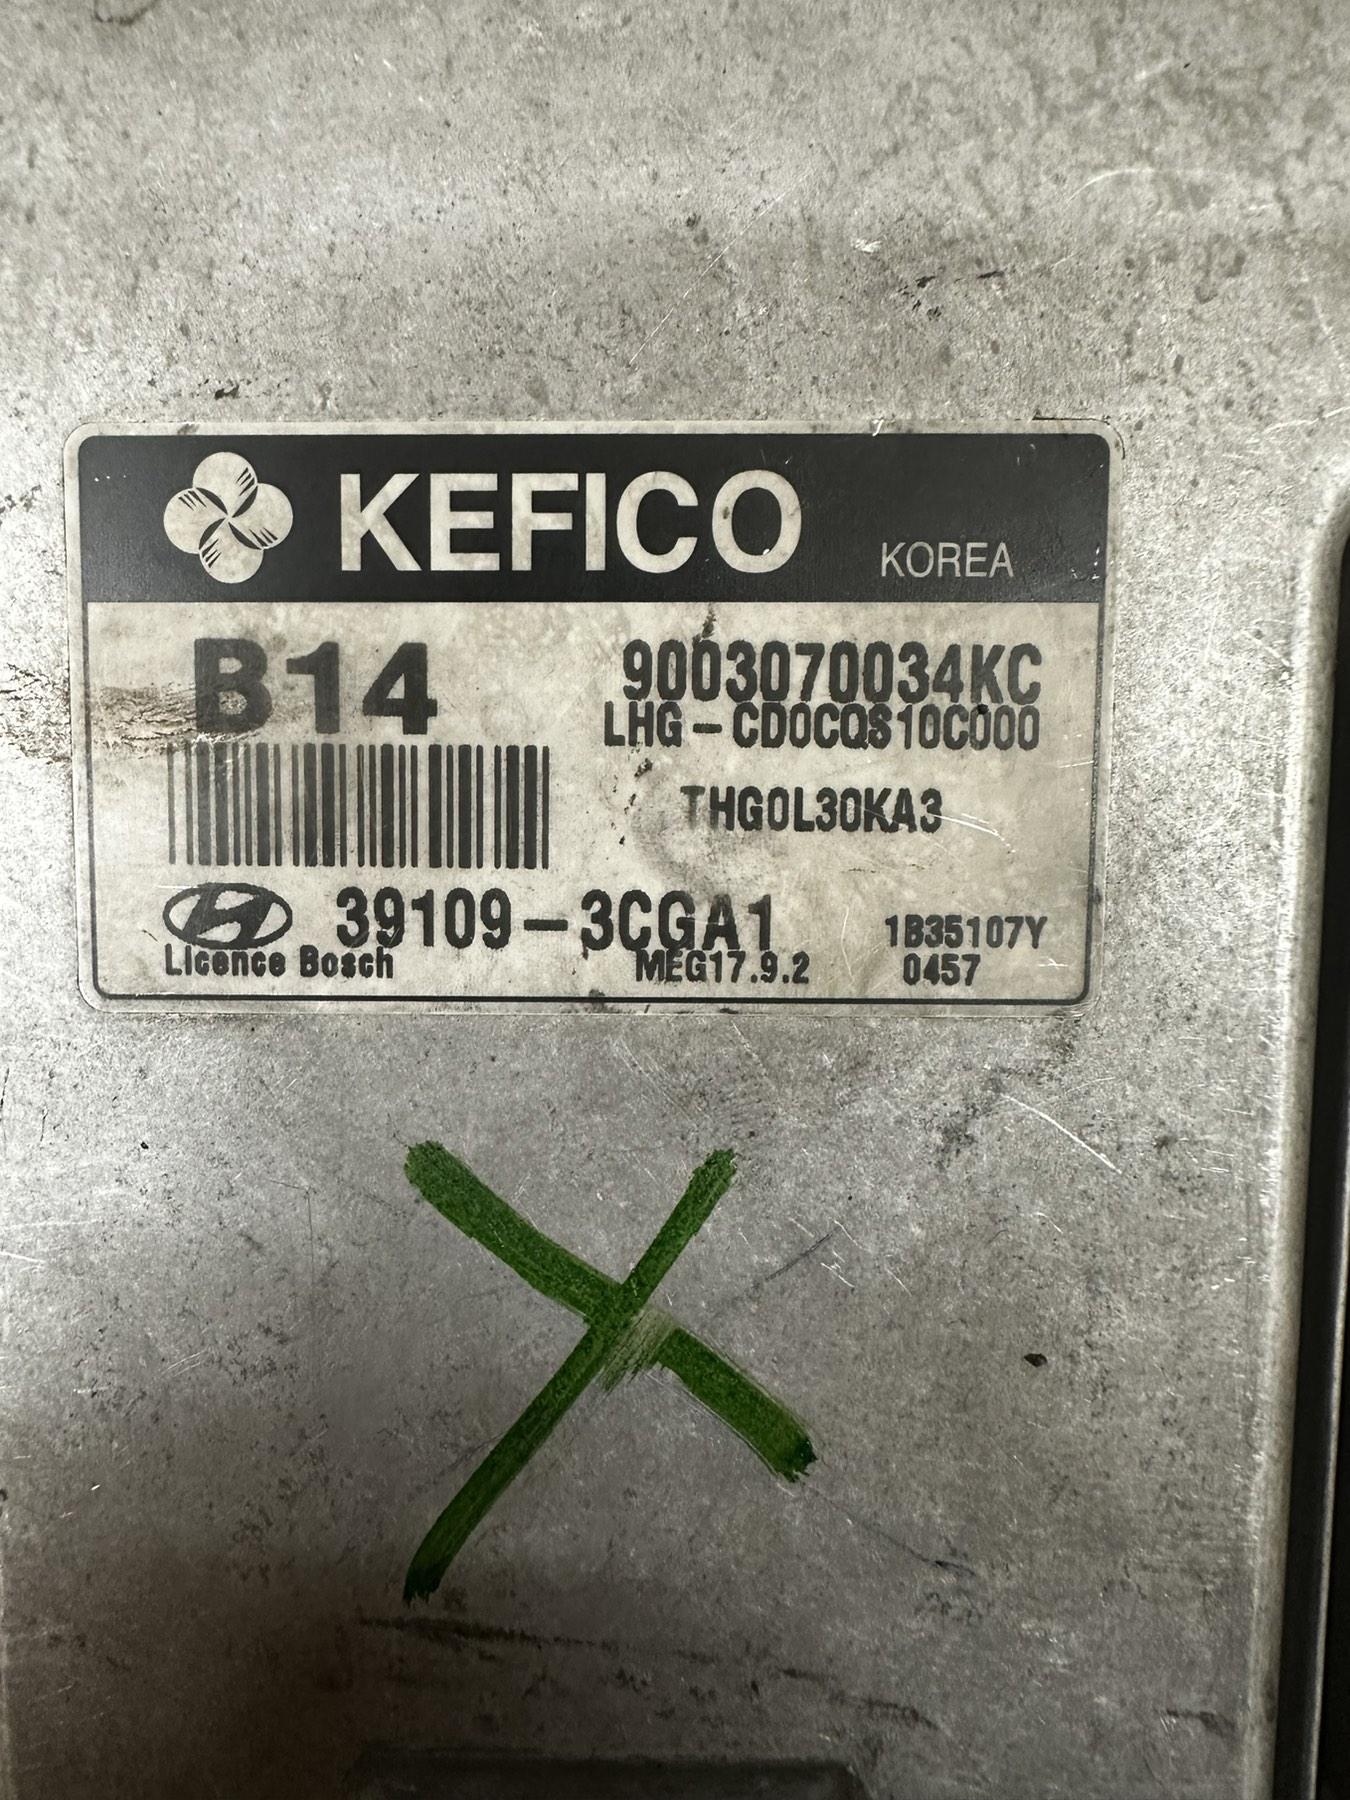 KEFICO KOREA
B14
9003070034KC
LHG-CD0CQS10C000
THG0L30KA3
39109-3CGA1
1B35107Y
Licence Bosch
MEG17.9.2
0457